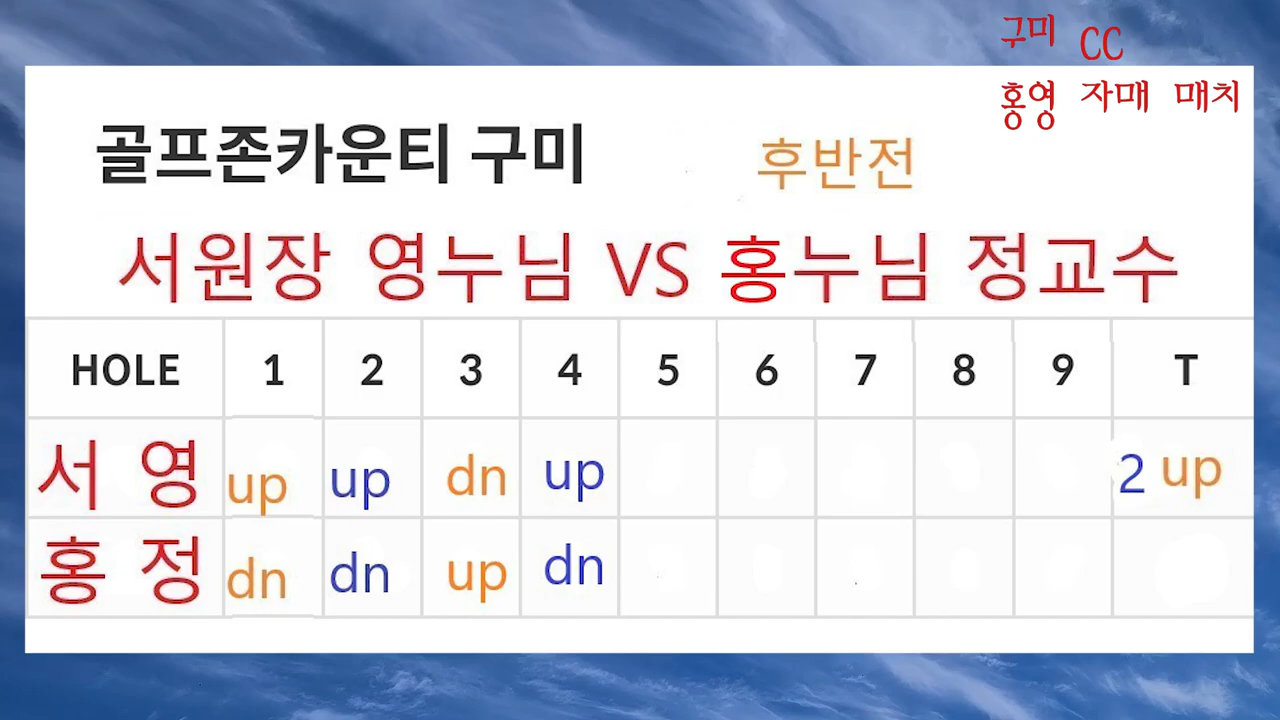 구미 CC
홍영 자매 매치
골프존카운티 구미 후반전
서원장 영누님 VS 홍누님 정교수
HOLE 1 2 3 4 5 6 7 8 9 T
서 영 up up dn up 2 up
홍 정 dn dn up dn